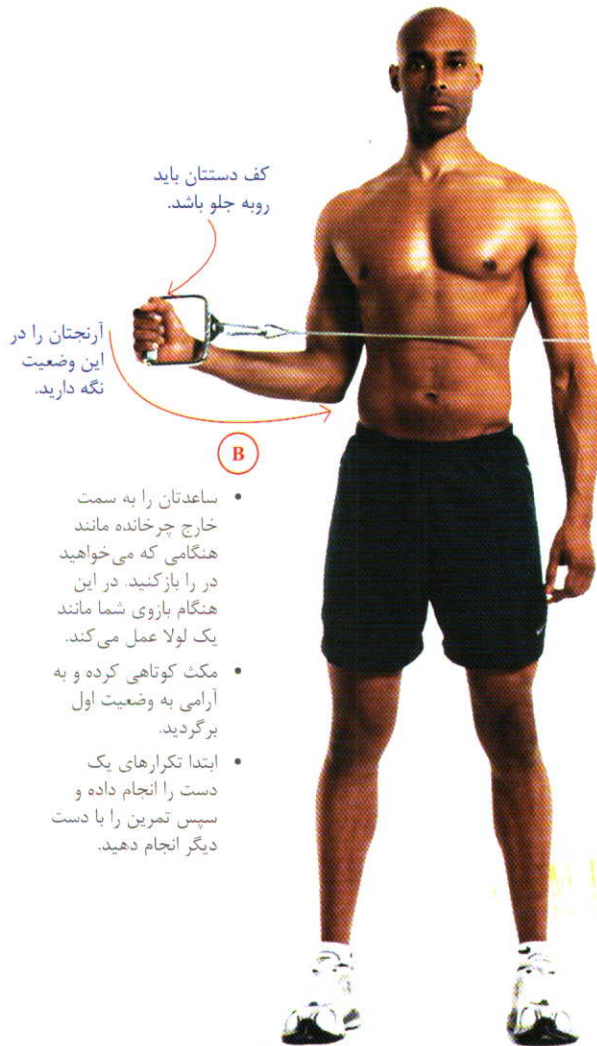 کف دستتان باید
روبه جلو باشد.
آرنجتان را در
این وضعیت
نگه دارید.
B
• ساعدتان را به سمت
خارج چرخانده مانند
هنگامی که می‌خواهید
در را بازکنید. در این
هنگام بازوی شما مانند
یک لولا عمل می‌کند.
• مکث کوتاهی کرده و به
آرامی به وضعیت اول
برگردید.
• ابتدا تکرارهای یک
دست را انجام داده و
سپس تمرین را با دست
دیگر انجام دهید.